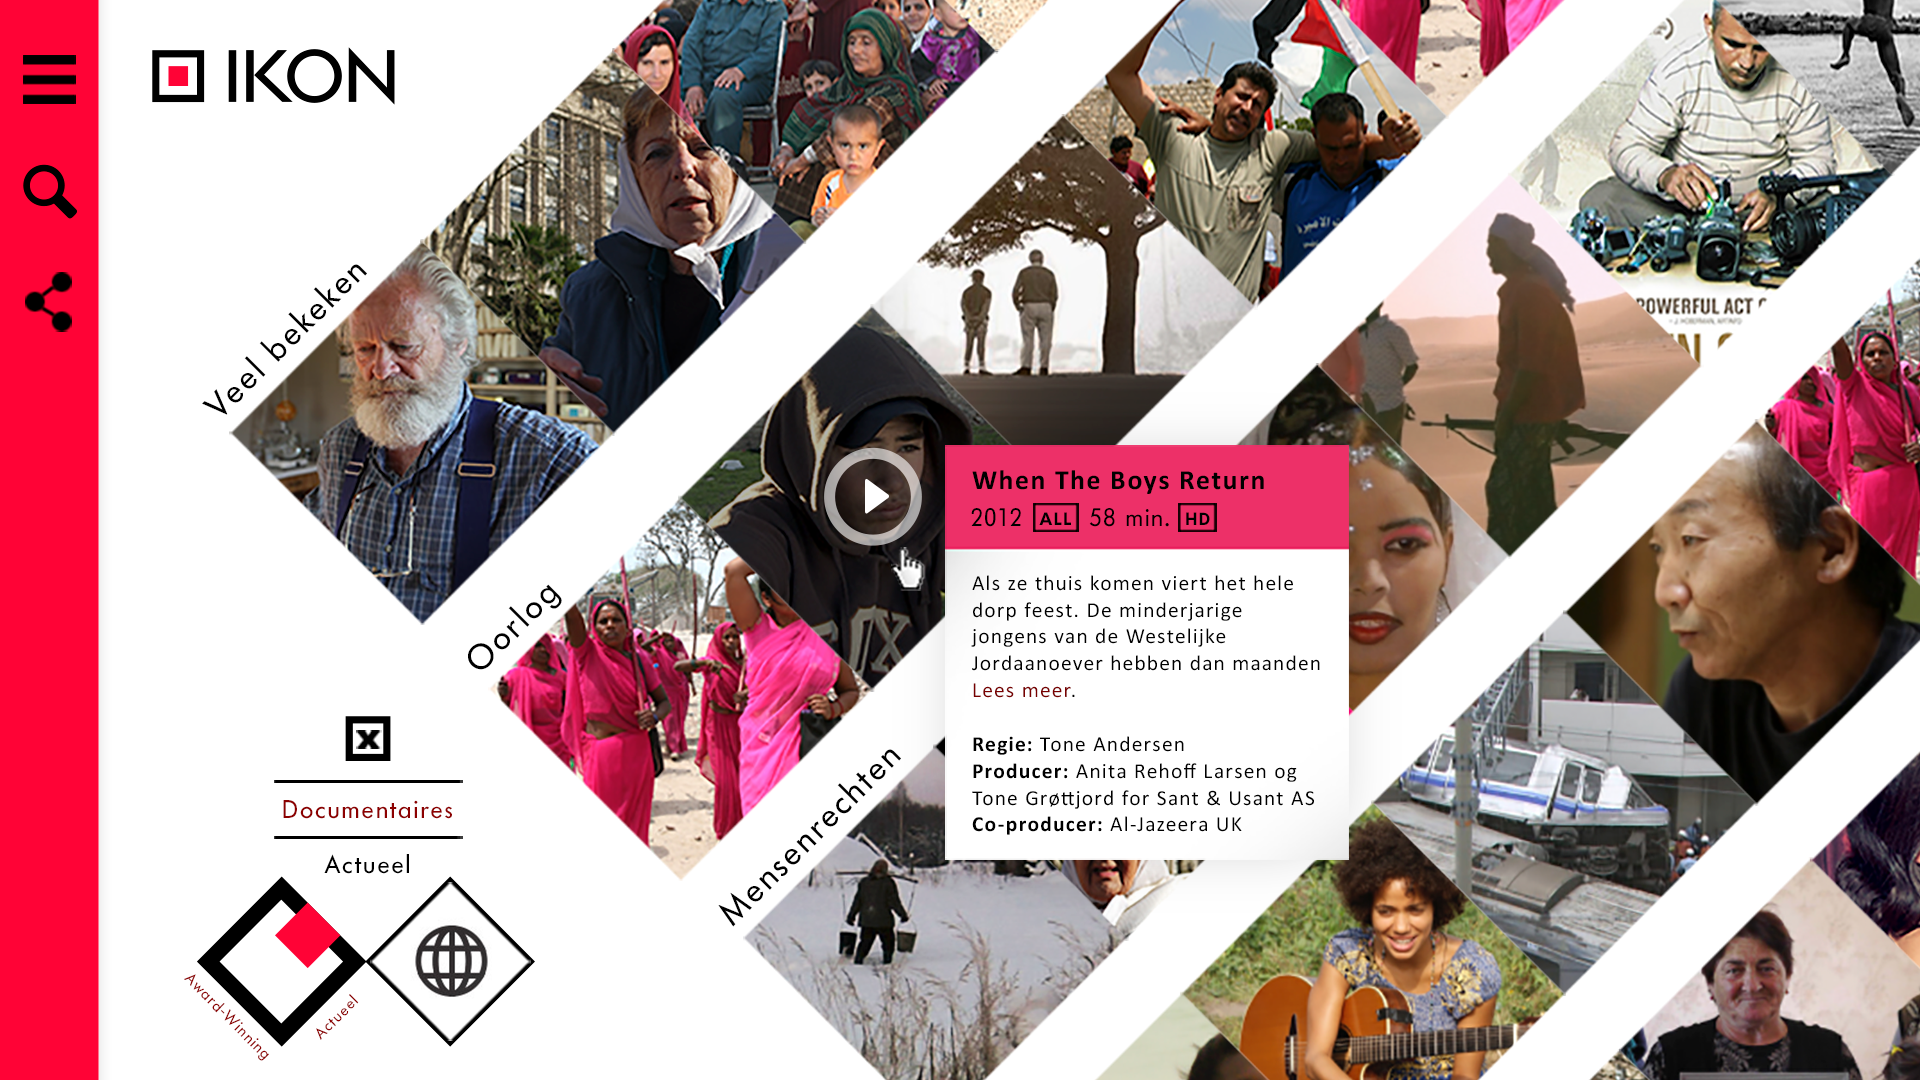 IKON
Veel bekeken
POWERFUL ACT
Oorlog
When The Boys Return
2012 ALL 58 min. HD
Als ze thuis komen viert het hele
dorp feest. De minderjarige
jongens van de Westelijke
Jordaanoever hebben dan maanden
Lees meer.
Regie: Tone Andersen
Producer: Anita Rehoff Larsen og
Tone Grøttjord for Sant & Usant AS
Co-producer: Al-Jazeera UK
Mensenrechten
x
Documentaires
Actueel
Award-Winning
Actueel